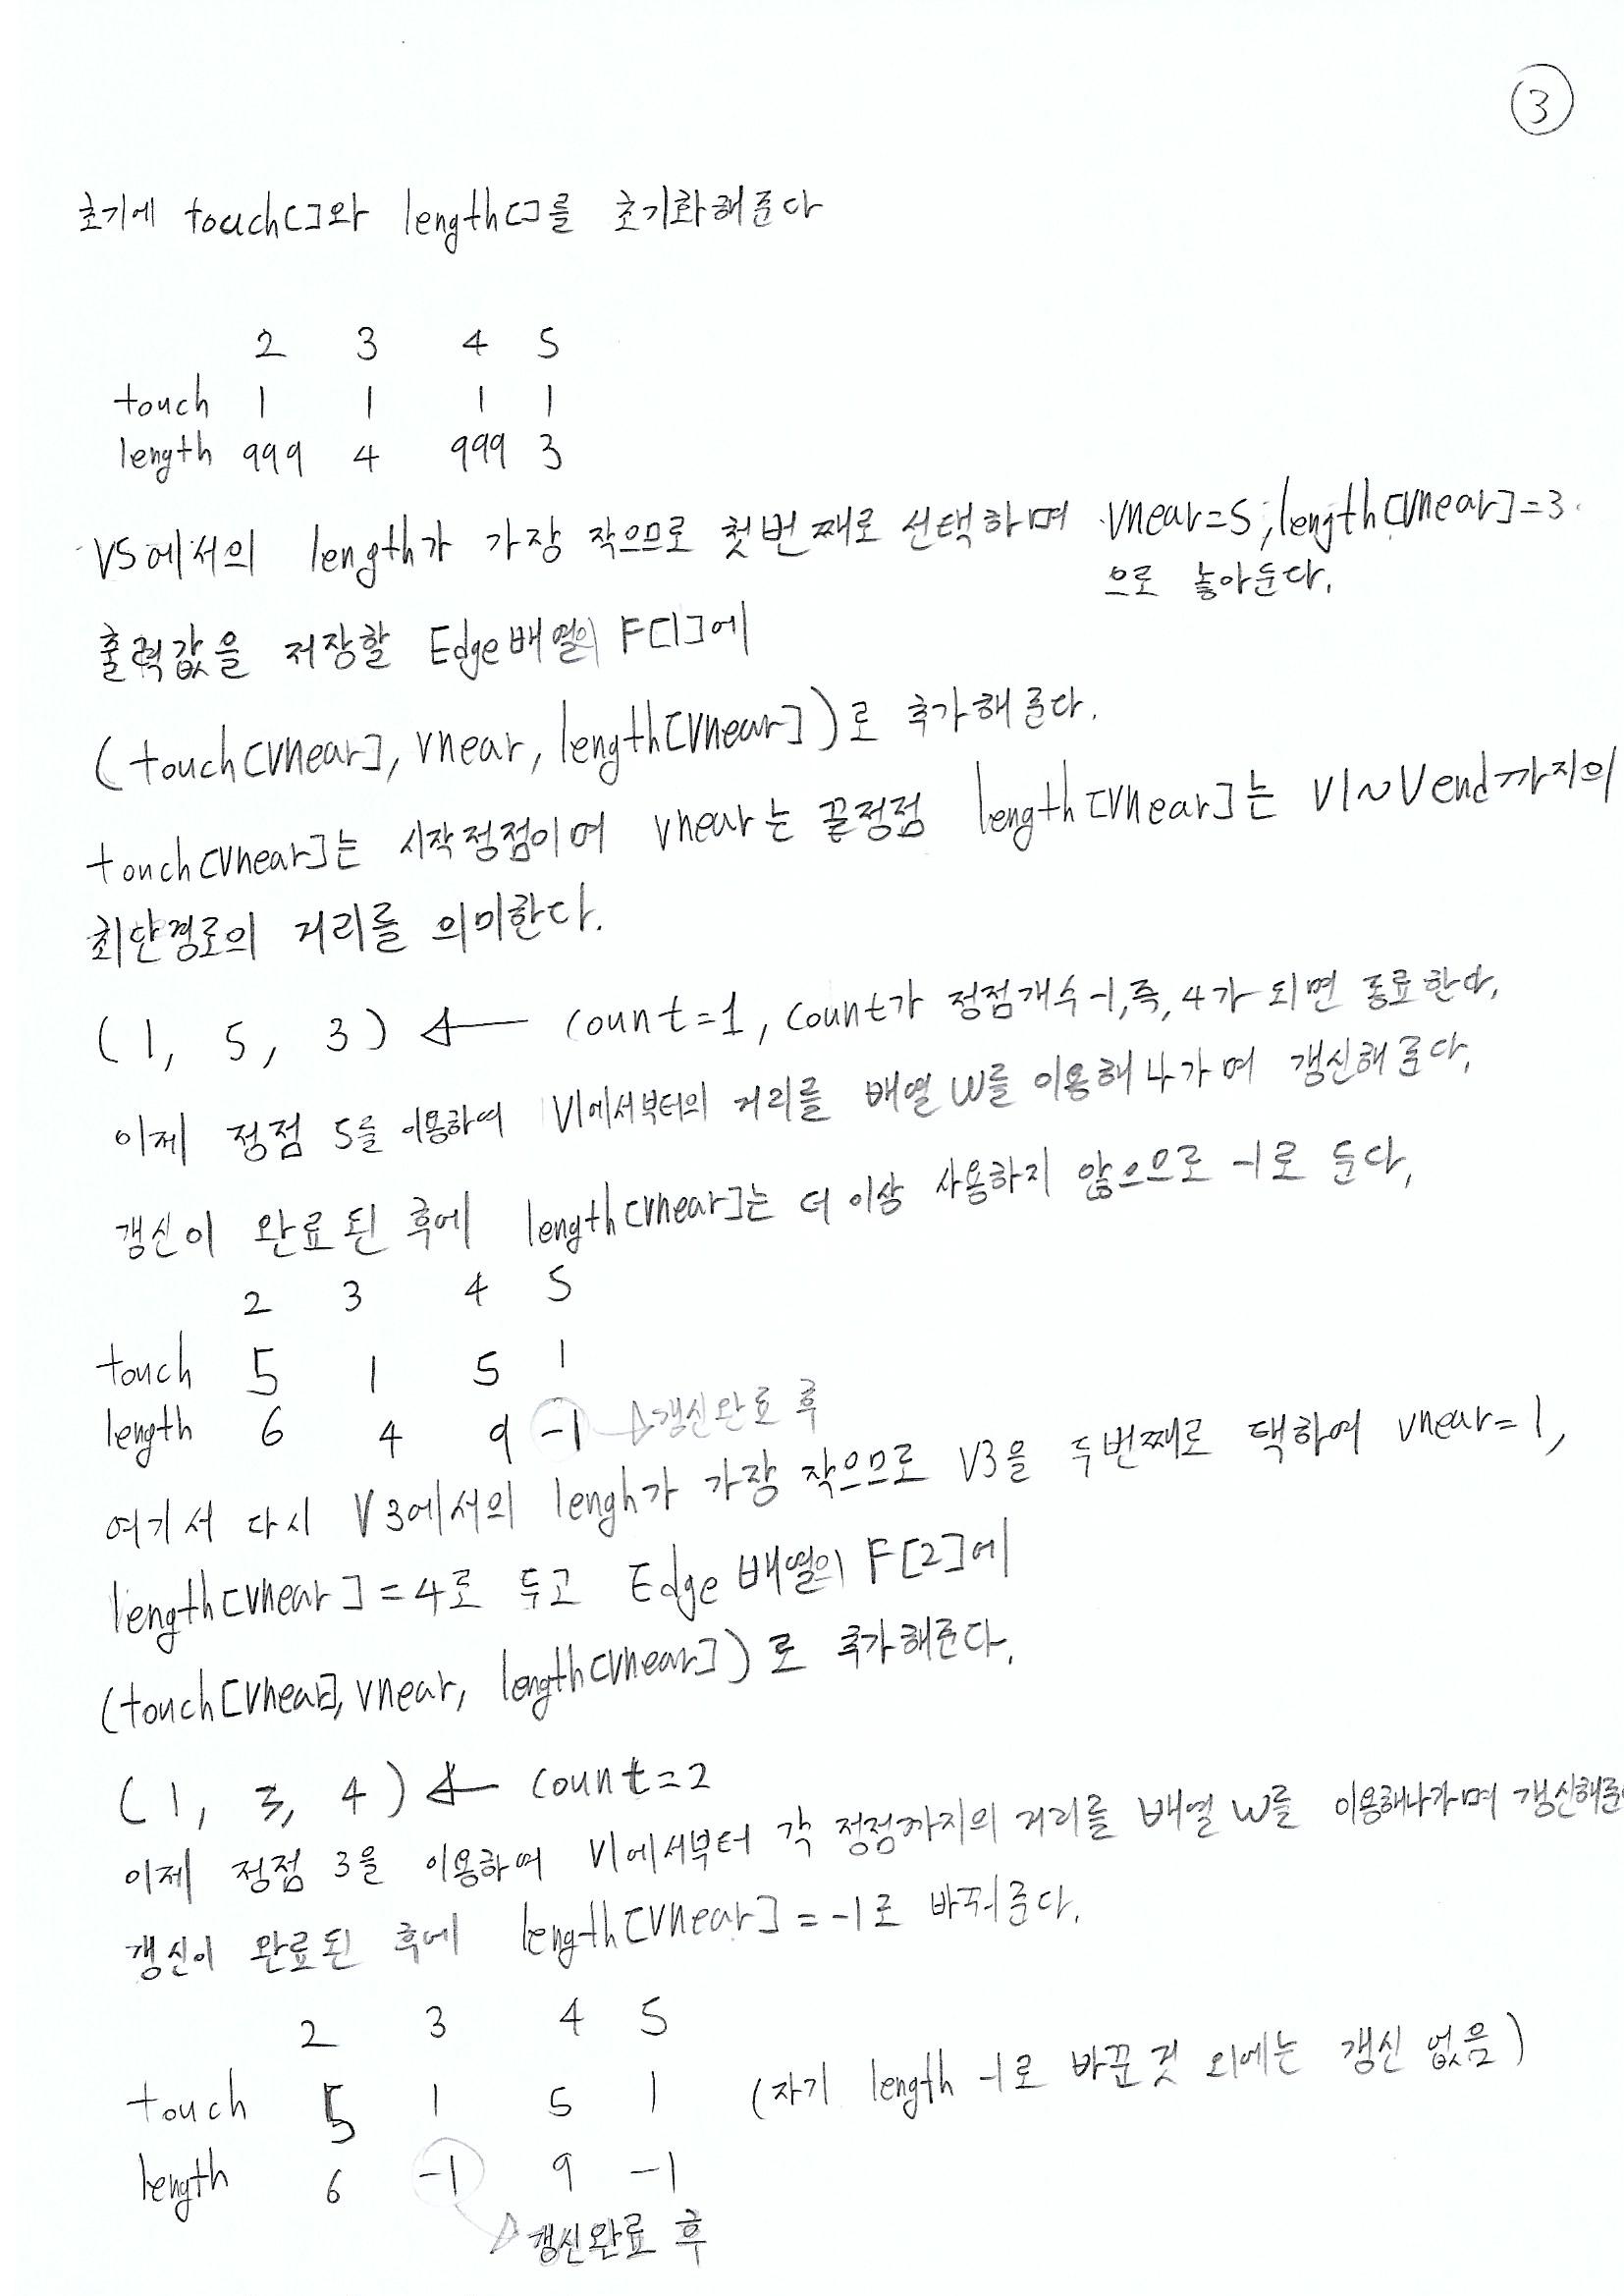 ③
초기에 touch[]와 length[]를 초기화해준다
2 3 4 5
touch 1 1 1 1
length 999 4 999 3
V5에서의 length가 가장 작으므로 첫번째로 선택하며 vnear=5, length[vnear]=3
으로 놓아둔다.
출력값을 저장할 Edge배열의 F[1]에
(touch[vnear], vnear, length[vnear])로 추가해준다.
touch[vnear]는 시작정점이며 vnear는 끝정점 length[vnear]는 V1~Vend까지의
최단경로의 거리를 의미한다.
(1, 5, 3) ← count=1, count가 정점개수-1, 즉, 4가 되면 종료한다.
이제 정점 5를 이용하여 V1에서부터의 거리를 배열 W를 이용해 나가며 갱신해준다.
갱신이 완료된 후에 length[vnear]는 더 이상 사용하지 않으므로 -1로 둔다.
2 3 4 5
touch 5 1 5 1
length 6 4 9 -1 → 갱신완료 후
여기서 다시 V3에서의 lengh가 가장 작으므로 V3을 두번째로 택하여 vnear=1,
length[vnear]=4로 두고 Edge 배열의 F[2]에
(touch[vnear], vnear, length[vnear])로 추가해준다.
(1, 3, 4) ← count=2
이제 정점 3을 이용하여 V1에서부터 각 정점까지의 거리를 배열 W를 이용해나가며 갱신해준
갱신이 완료된 후에 length[vnear]=-1로 바꿔준다.
2 3 4 5
touch 5 1 5 1 (자기 length -1로 바꾼것 외에는 갱신 없음)
length 6 -1 9 -1
→ 갱신완료 후